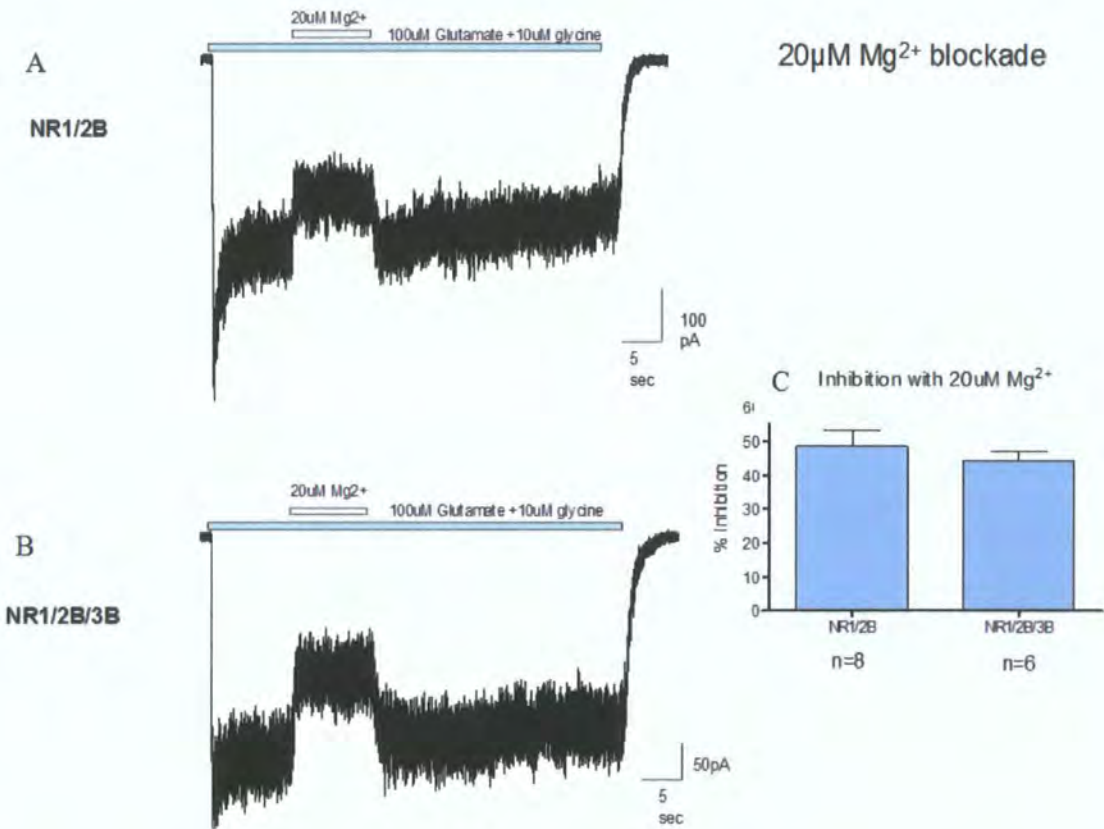 20uM Mg2+
100uM Glutamate +10uM glycine
A
20µM Mg²⁺ blockade
NR1/2B
100
pA
5
sec
C Inhibition with 20uM Mg²⁺
60
50
40
30
20
10
0
% Inhibition
NR1/2B NR1/2B/3B
n=8 n=6
20uM Mg2+
100uM Glutamate +10uM glycine
B
NR1/2B/3B
50pA
5
sec